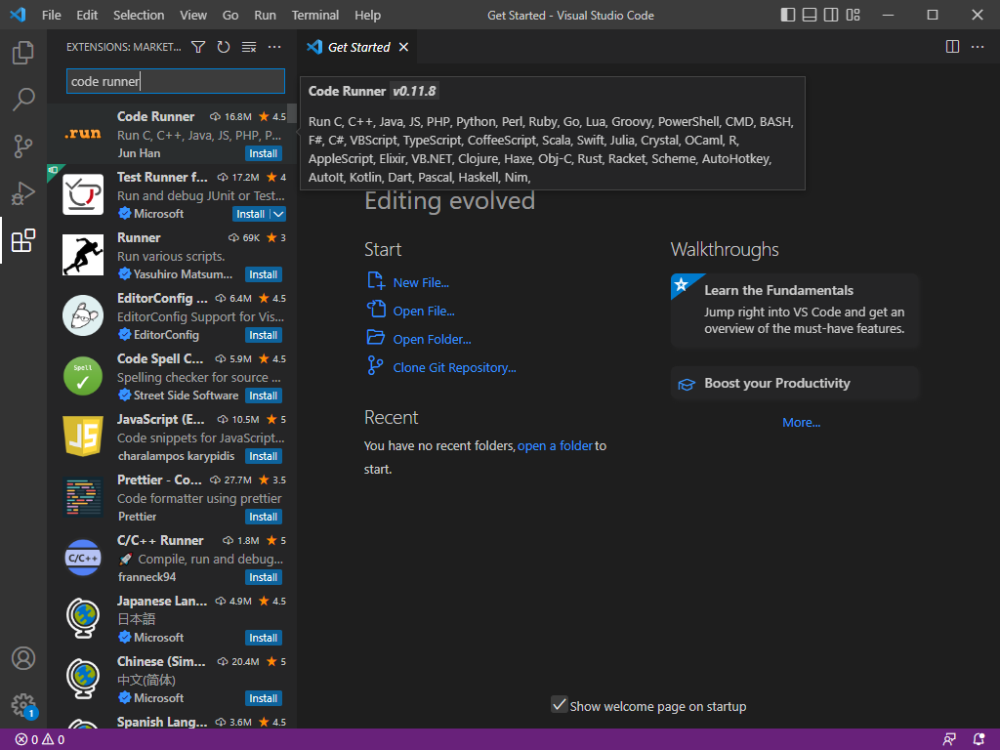 File Edit Selection View Go Run Terminal Help
Get Started - Visual Studio Code
EXTENSIONS: MARKET...
Get Started
code runner
Code Runner 16.8M 4.5
.run
Run C, C++, Java, JS, PHP, P...
Jun Han Install
Test Runner f... 17.2M 4
Run and debug JUnit or Test...
Microsoft Install
Runner 69K 3
Run various scripts.
Yasuhiro Matsum... Install
EditorConfig ... 6.4M 4.5
EditorConfig Support for Vis...
EditorConfig Install
Code Spell C... 5.9M 4.5
Spell
Spelling checker for source ...
Street Side Software Install
JavaScript (E... 10.5M 5
JS
Code snippets for JavaScript...
charalampos karypidis Install
Prettier - Co... 27.7M 3.5
Code formatter using prettier
Prettier Install
C/C++ Runner 1.8M 5
C/C++
🚀 Compile, run and debug...
franneck94 Install
Japanese Lan... 4.9M 4.5
日本語
Microsoft Install
Chinese (Sim... 20.4M 5
中文(简体)
Microsoft Install
Spanish Lang... 3.6M 4.5
Code Runner v0.11.8
Run C, C++, Java, JS, PHP, Python, Perl, Ruby, Go, Lua, Groovy, PowerShell, CMD, BASH,
F#, C#, VBScript, TypeScript, CoffeeScript, Scala, Swift, Julia, Crystal, OCaml, R,
AppleScript, Elixir, VB.NET, Clojure, Haxe, Obj-C, Rust, Racket, Scheme, AutoHotkey,
AutoIt, Kotlin, Dart, Pascal, Haskell, Nim,
Editing evolved
Start
New File...
Open File...
Open Folder...
Clone Git Repository...
Recent
You have no recent folders, open a folder to
start.
Walkthroughs
Learn the Fundamentals
Jump right into VS Code and get an
overview of the must-have features.
Boost your Productivity
More...
Show welcome page on startup
1
0 0